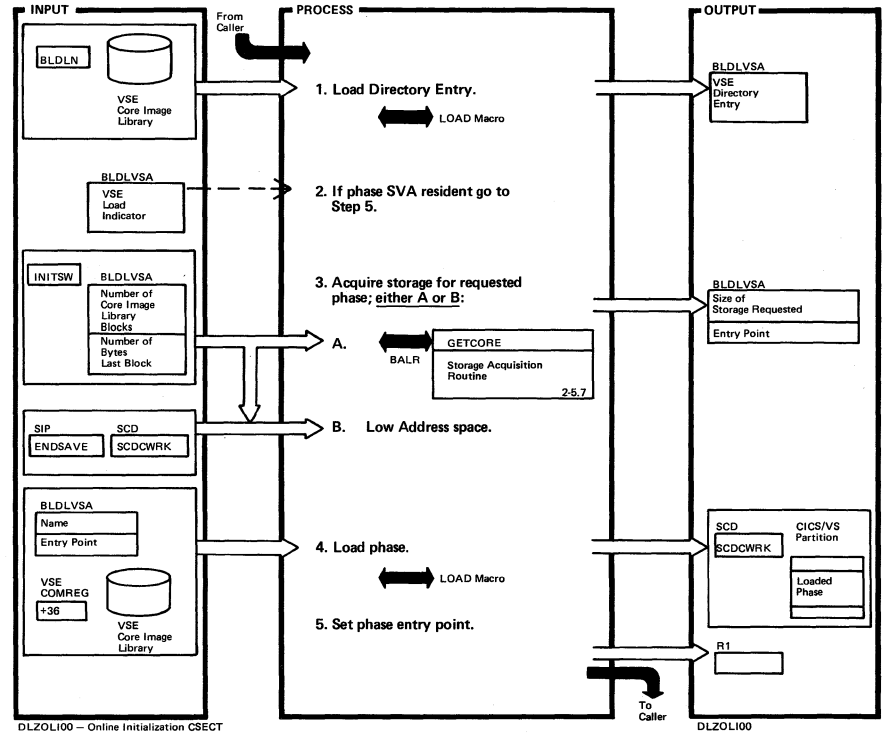 INPUT
BLDLN
VSE
Core Image
Library
BLDLVSA
VSE
Load
Indicator
INITSW
BLDLVSA
Number of
Core Image
Library
Blocks
Number of
Bytes
Last Block
SIP
ENDSAVE
SCD
SCDCWRK
BLDLVSA
Name
Entry Point
VSE
COMREG
+36
VSE
Core Image
Library
From
Caller
PROCESS
1. Load Directory Entry.
LOAD Macro
2. If phase SVA resident go to
Step 5.
3. Acquire storage for requested
phase; either A or B:
A.
BALR
GETCORE
Storage Acquisition
Routine
2-5.7
B. Low Address space.
4. Load phase.
LOAD Macro
5. Set phase entry point.
To
Caller
OUTPUT
BLDLVSA
VSE
Directory
Entry
BLDLVSA
Size of
Storage Requested
Entry Point
SCD
SCDCWRK
CICS/VS
Partition
Loaded
Phase
R1
DLZOLI00 — Online Initialization CSECT
DLZOLI00